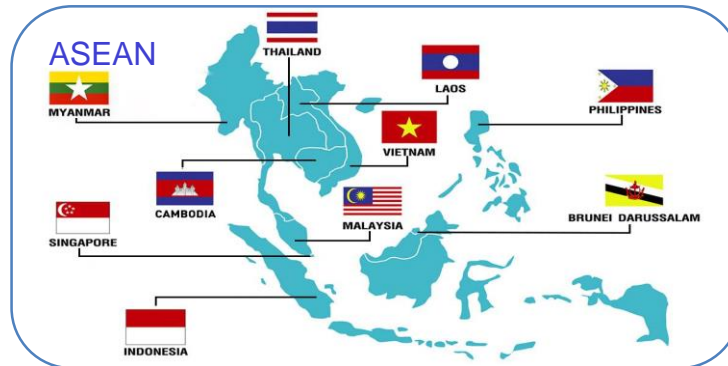 ASEAN
THAILAND
LAOS
MYANMAR
PHILIPPINES
VIETNAM
CAMBODIA
MALAYSIA
BRUNEI DARUSSALAM
SINGAPORE
INDONESIA